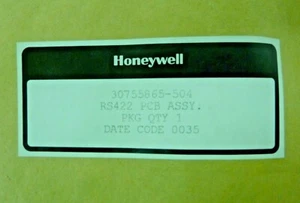 Honeywell
30755865-504
RS422 PCB ASSY.
PKG QTY 1
DATE CODE 0035